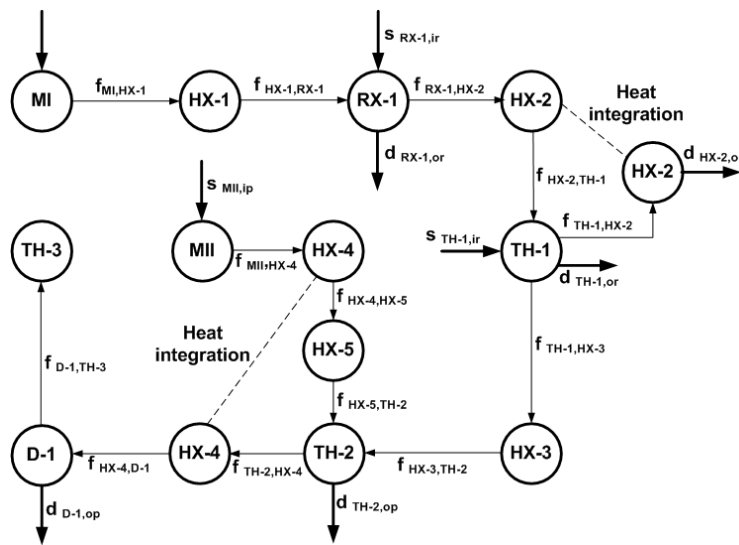 s RX-1,ir
MI
f MI,HX-1
HX-1
f HX-1,RX-1
RX-1
f RX-1,HX-2
HX-2
Heat
integration
d RX-1,or
HX-2
d HX-2,o
f HX-2,TH-1
s MII,ip
f TH-1,HX-2
TH-3
MII
f MII,HX-4
HX-4
s TH-1,ir
TH-1
d TH-1,or
f HX-4,HX-5
Heat
integration
HX-5
f TH-1,HX-3
f D-1,TH-3
f HX-5,TH-2
D-1
f HX-4,D-1
HX-4
f TH-2,HX-4
TH-2
f HX-3,TH-2
HX-3
d D-1,op
d TH-2,op